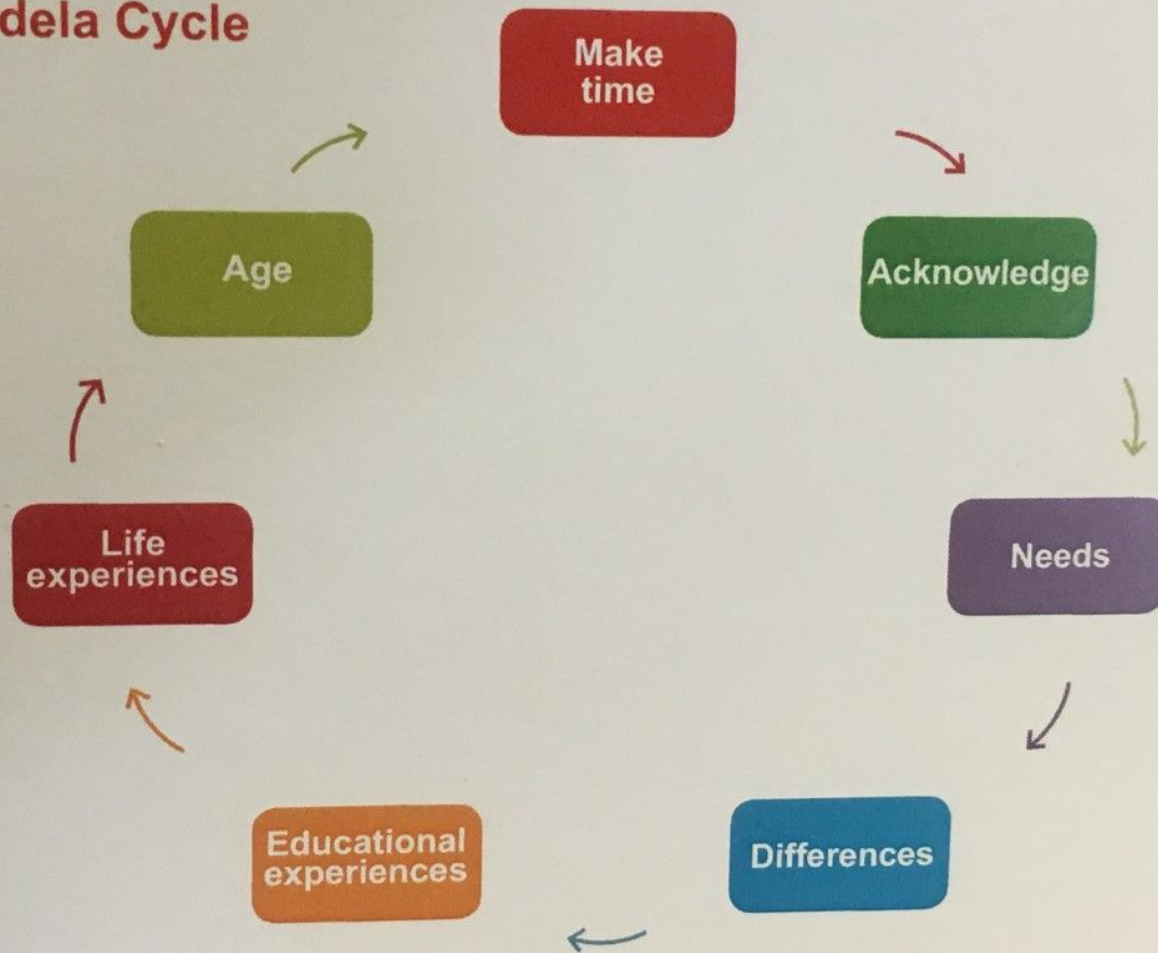 dela Cycle
Make
time
Acknowledge
Needs
Differences
Educational
experiences
Life
experiences
Age